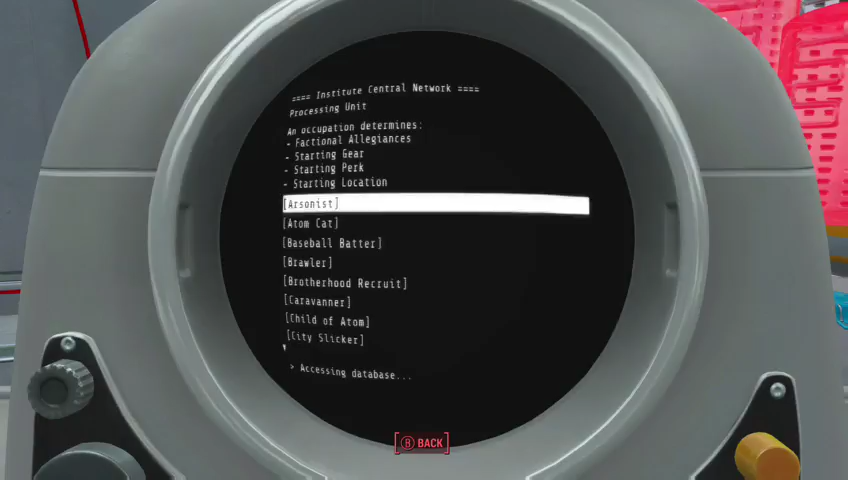 ==== Institute Central Network ====
Processing Unit
An occupation determines:
- Factional Allegiances
- Starting Gear
- Starting Perk
- Starting Location
[Arsonist]
[Atom Cat]
[Baseball Batter]
[Brawler]
[Brotherhood Recruit]
[Caravanner]
[Child of Atom]
[City Slicker]
> Accessing database...
B BACK